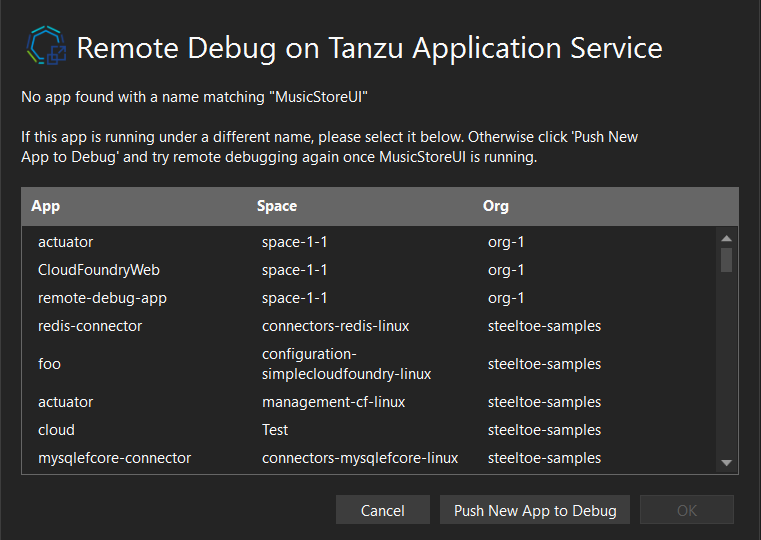 Remote Debug on Tanzu Application Service
No app found with a name matching "MusicStoreUI"
If this app is running under a different name, please select it below. Otherwise click 'Push New
App to Debug' and try remote debugging again once MusicStoreUI is running.
App Space Org
actuator space-1-1 org-1
CloudFoundryWeb space-1-1 org-1
remote-debug-app space-1-1 org-1
redis-connector connectors-redis-linux steeltoe-samples
foo configuration-
simplecloudfoundry-linux steeltoe-samples
actuator management-cf-linux steeltoe-samples
cloud Test steeltoe-samples
mysqlefcore-connector connectors-mysqlefcore-linux steeltoe-samples
Cancel Push New App to Debug OK